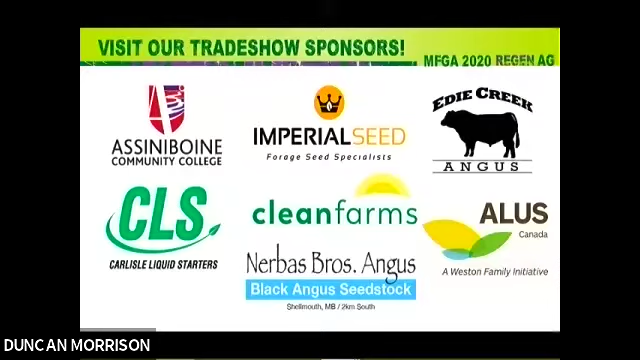 VISIT OUR TRADESHOW SPONSORS!
MFGA 2020 REGEN AG
ASSINIBOINE
COMMUNITY COLLEGE
IMPERIALSEED
Forage Seed Specialists
EDIE CREEK
ANGUS
CLS
CARLISLE LIQUID STARTERS
cleanfarms
ALUS
Canada
A Weston Family Initiative
Nerbas Bros. Angus
Black Angus Seedstock
Shellmouth, MB / 2km South
DUNCAN MORRISON